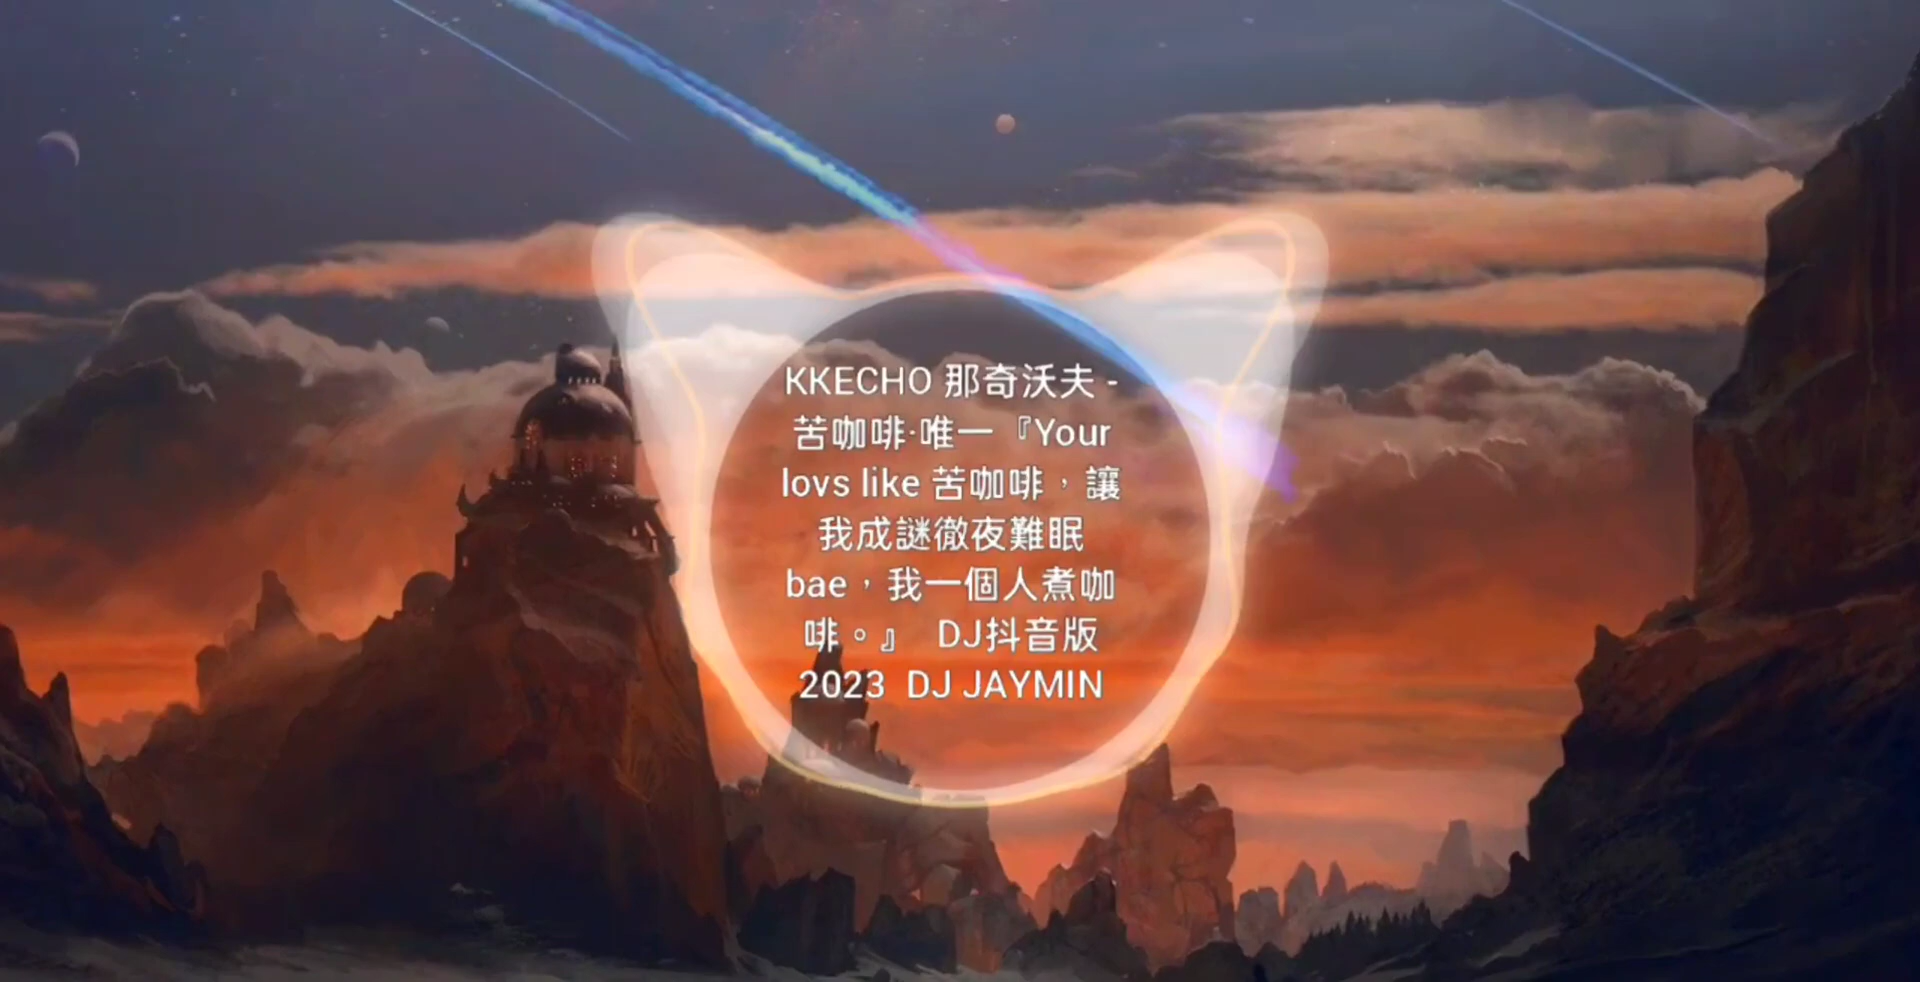 KKECHO 那奇沃夫 -
苦咖啡·唯一『Your
lovs like 苦咖啡，讓
我成謎徹夜難眠
bae，我一個人煮咖
啡。』 DJ抖音版
2023 DJ JAYMIN